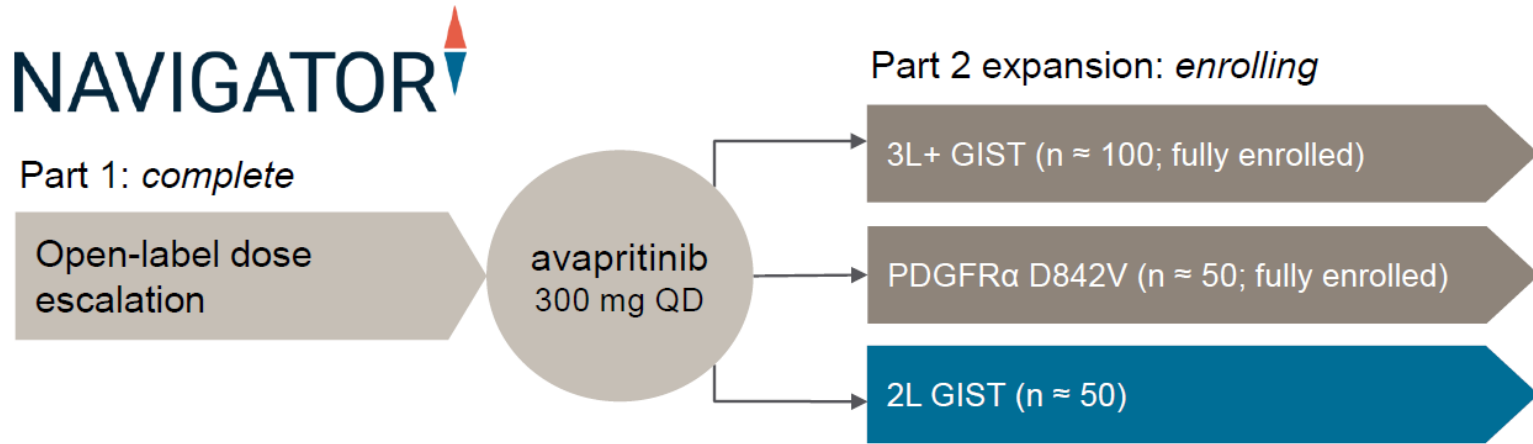 NAVIGATOR
Part 1: complete
Open-label dose
escalation
avapritinib
300 mg QD
Part 2 expansion: enrolling
3L+ GIST (n ≈ 100; fully enrolled)
PDGFRα D842V (n ≈ 50; fully enrolled)
2L GIST (n ≈ 50)